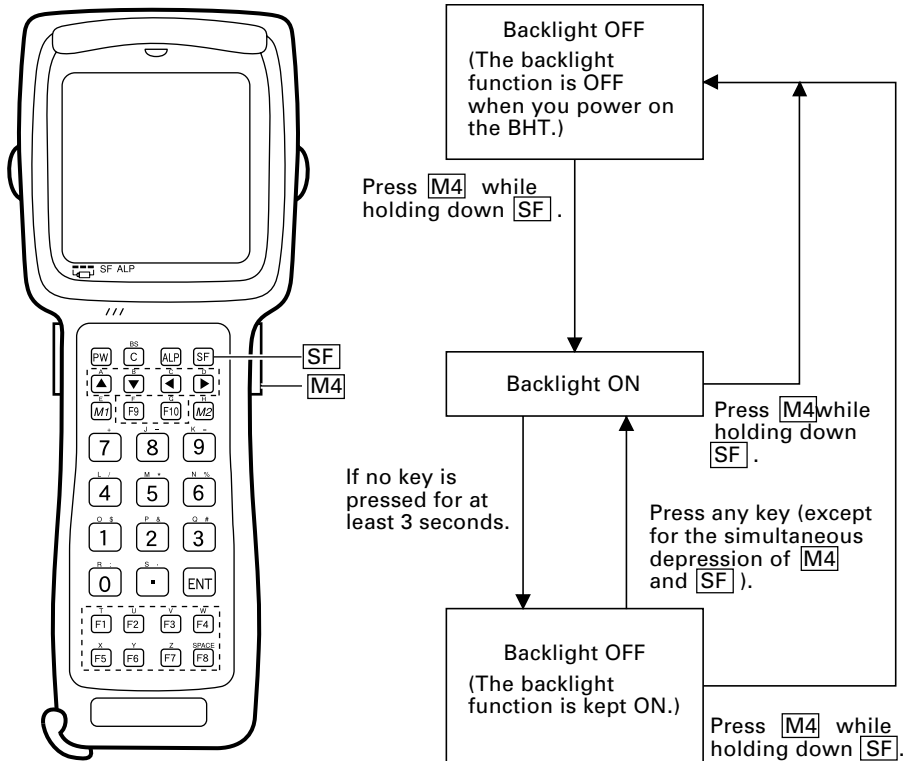 Backlight OFF
(The backlight
function is OFF
when you power on
the BHT.)
Press M4 while
holding down SF .
SF ALP
BS
PW C ALP SF
SF
M4
A B C D
E F G H
M1 F9 F10 M2
+ J – K =
7 8 9
L / M * N %
4 5 6
O $ P & Q #
1 2 3
R : S ·
0 . ENT
T U V W
F1 F2 F3 F4
X Y Z SPACE
F5 F6 F7 F8
Backlight ON
Press M4while
holding down
SF .
If no key is
pressed for at
least 3 seconds.
Press any key (except
for the simultaneous
depression of M4
and SF ).
Backlight OFF
(The backlight
function is kept ON.)
Press M4 while
holding down SF.